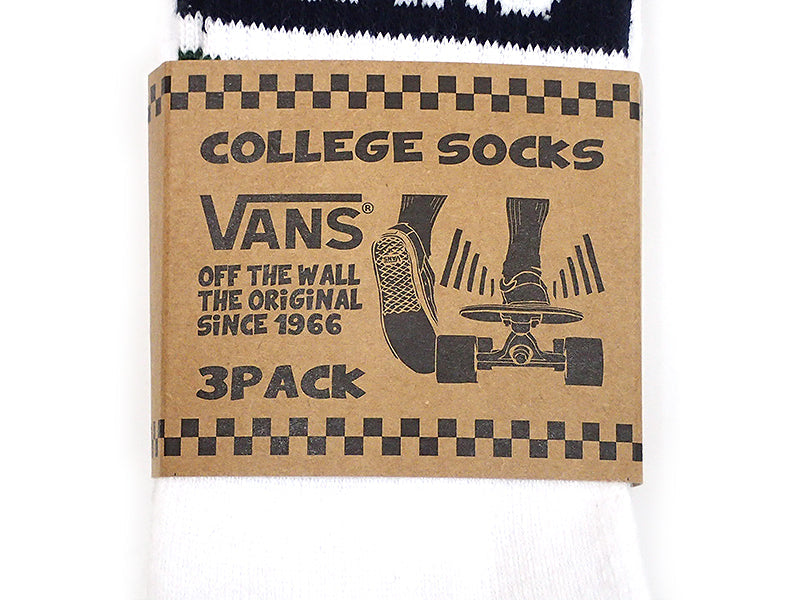 COLLEGE SOCKS
VANS®
OFF THE WALL
THE ORiGiNAL
SiNCE 1966
3PACK